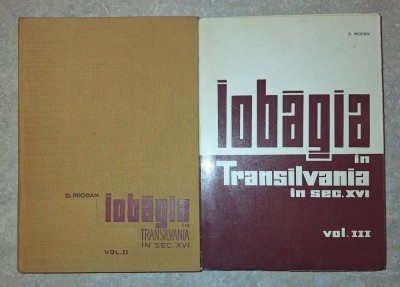 D. PRODAN
iobăgia
ÎN
TRANSILVANIA
ÎN SEC. XVI
VOL. II
D. PRODAN
iobăgia
în
Transilvania
în sec. XVI
vol. III